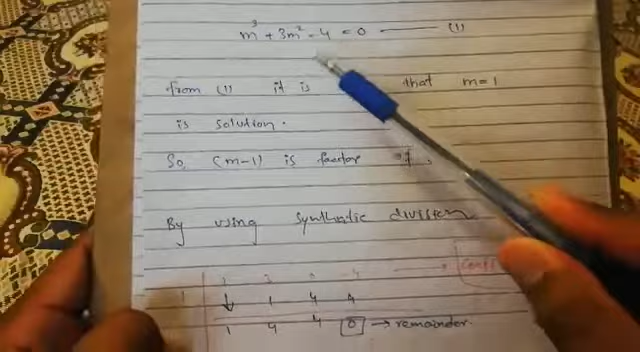 m³ + 3m² - 4 = 0 —— (1)
from (1) it is that m=1
is solution.
So, (m-1) is factor of
By using synthetic division
1 1 3 0 -4
↓ 1 4 4
1 4 4 0 → remainder.